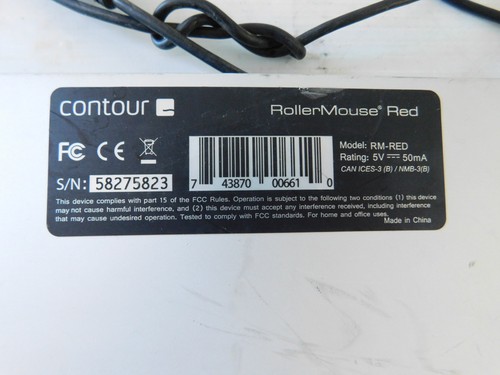 contour
RollerMouse® Red
FC CE
Model: RM-RED
Rating: 5V ⎓ 50mA
CAN ICES-3 (B) / NMB-3(B)
7 43870 00661 0
S/N: 58275823
This device complies with part 15 of the FCC Rules. Operation is subject to the following two conditions (1) this device
may not cause harmful interference, and (2) this device must accept any interference received, including interference
that may cause undesired operation. Tested to comply with FCC standards. For home and office uses.
Made in China